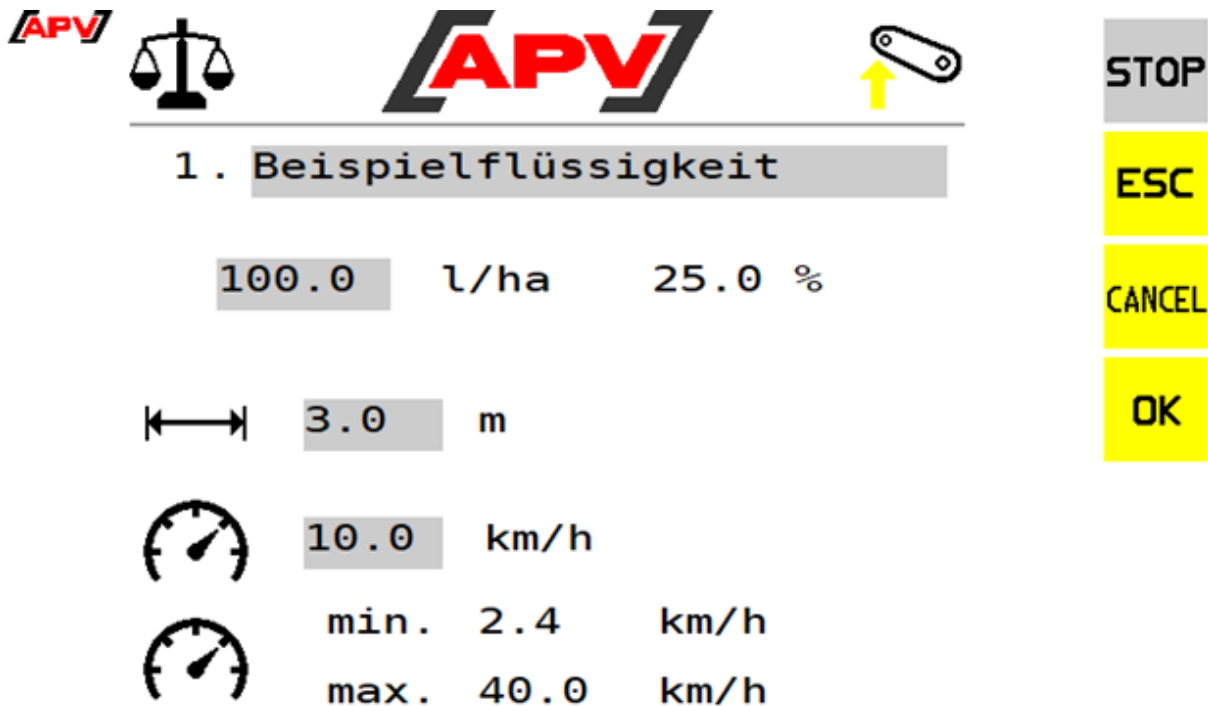 APV
APV
STOP
1. Beispielflüssigkeit
ESC
100.0 l/ha 25.0 %
CANCEL
3.0 m
OK
10.0 km/h
min. 2.4 km/h
max. 40.0 km/h